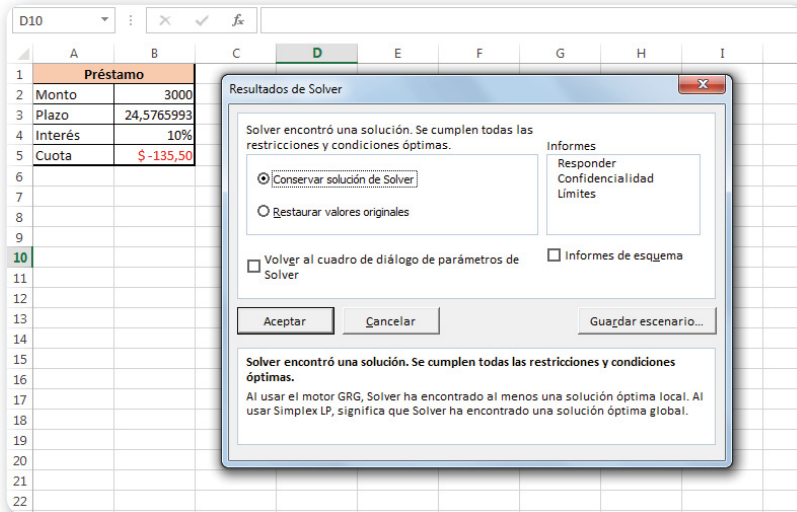 D10
fx
A B C D E F G H I
1 Préstamo
2 Monto 3000
3 Plazo 24,5765993
4 Interés 10%
5 Cuota $ -135,50
6
7
8
9
10
11
12
13
14
15
16
17
18
19
20
21
22
Resultados de Solver
Solver encontró una solución. Se cumplen todas las
restricciones y condiciones óptimas.
Conservar solución de Solver
Restaurar valores originales
Informes
Responder
Confidencialidad
Límites
Volver al cuadro de diálogo de parámetros de
Solver
Informes de esquema
Aceptar Cancelar Guardar escenario...
Solver encontró una solución. Se cumplen todas las restricciones y condiciones
óptimas.
Al usar el motor GRG, Solver ha encontrado al menos una solución óptima local. Al
usar Simplex LP, significa que Solver ha encontrado una solución óptima global.